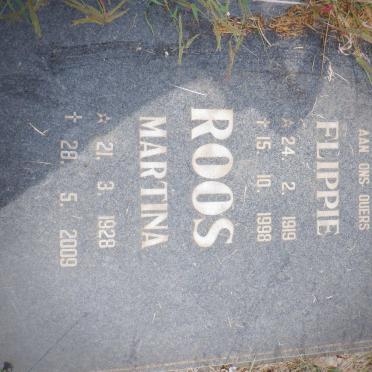 AAN ONS OUERS
FLIPPIE
☆ 24. 2. 1919
✝ 15. 10. 1998
ROOS
MARTINA
☆ 21. 3. 1928
✝ 28. 5. 2009